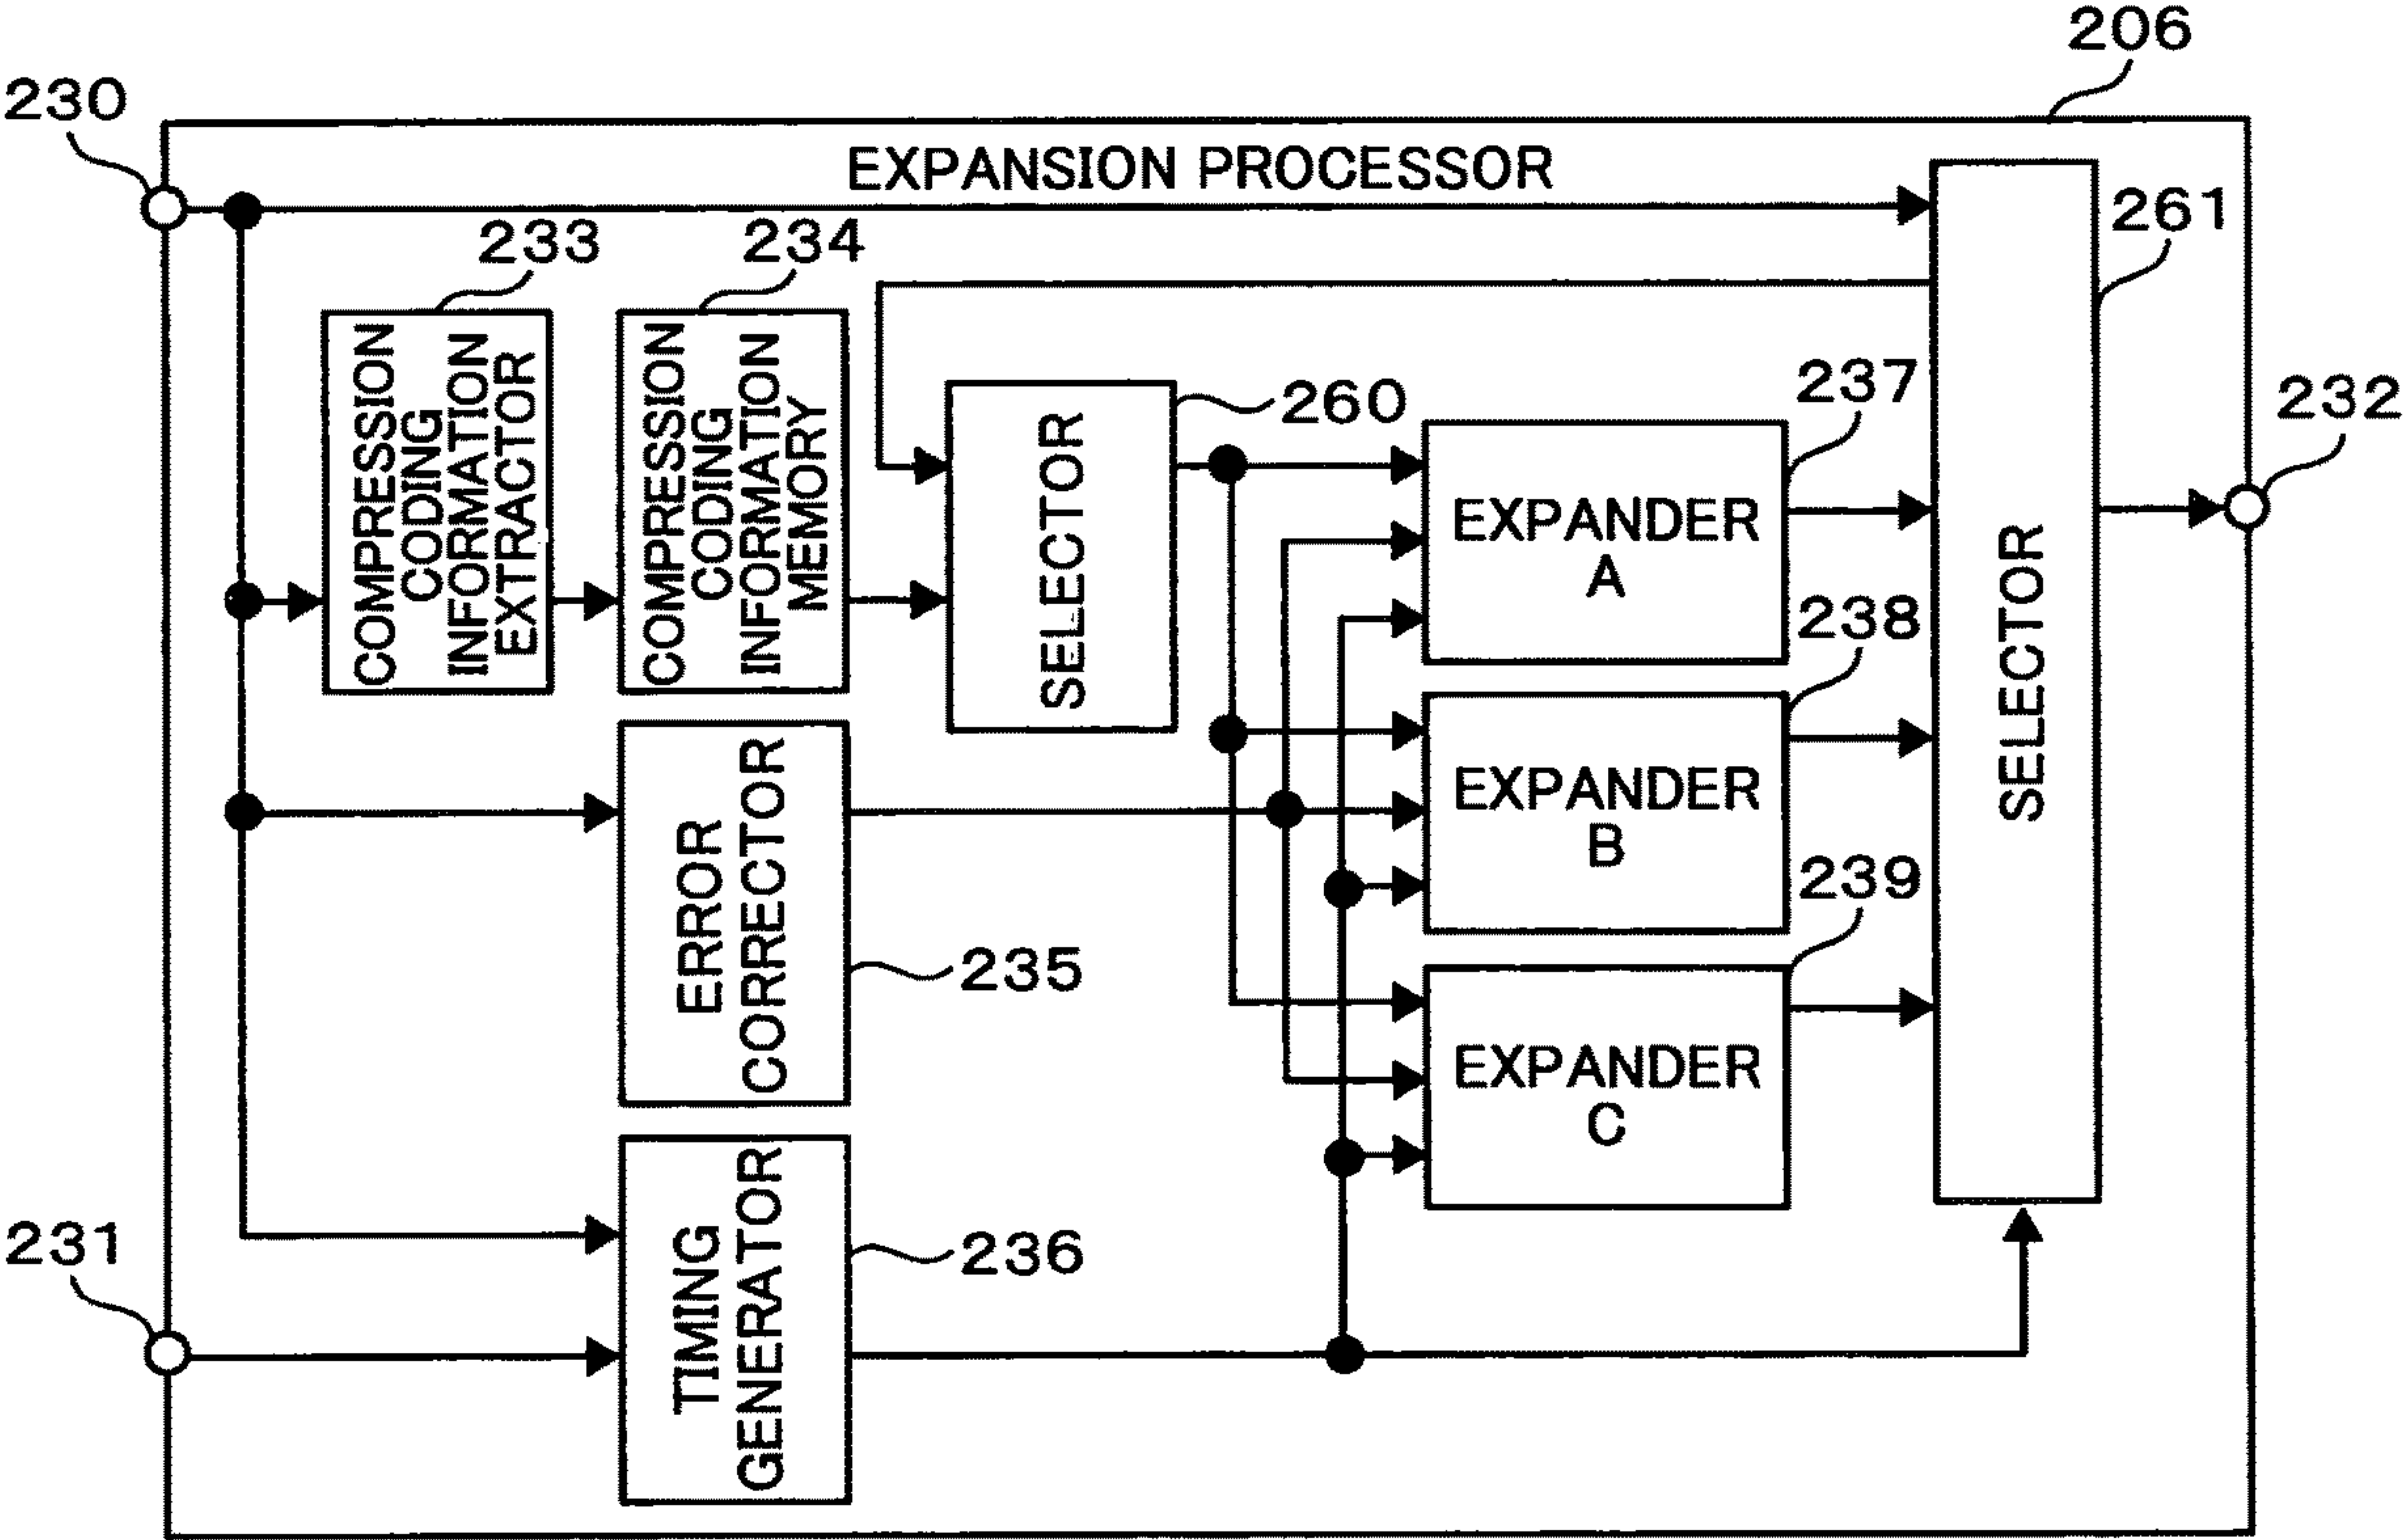 206
230
EXPANSION PROCESSOR
261
233
234
COMPRESSION
CODING
INFORMATION
EXTRACTOR
COMPRESSION
CODING
INFORMATION
MEMORY
SELECTOR
260
237
EXPANDER
A
232
238
EXPANDER
B
239
EXPANDER
C
SELECTOR
ERROR
CORRECTOR
235
231
TIMING
GENERATOR
236